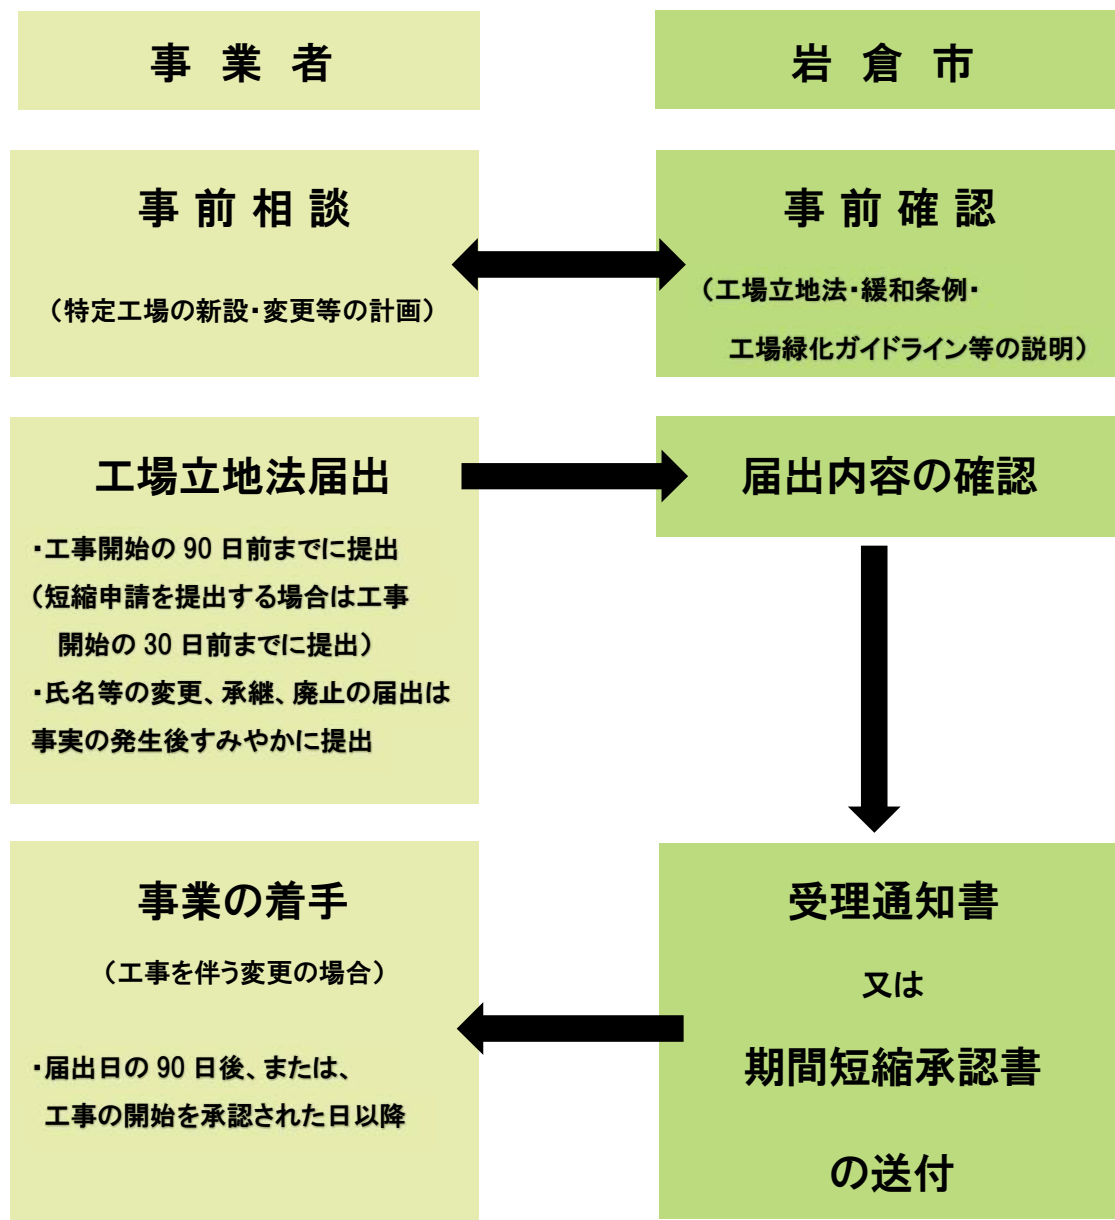 事業者
岩倉市
事前相談
（特定工場の新設・変更等の計画）
事前確認
（工場立地法・緩和条例・
工場緑化ガイドライン等の説明）
工場立地法届出
・工事開始の 90 日前までに提出
（短縮申請を提出する場合は工事
開始の 30 日前までに提出）
・氏名等の変更、承継、廃止の届出は
事実の発生後すみやかに提出
届出内容の確認
事業の着手
（工事を伴う変更の場合）
・届出日の 90 日後、または、
工事の開始を承認された日以降
受理通知書
又は
期間短縮承認書
の送付